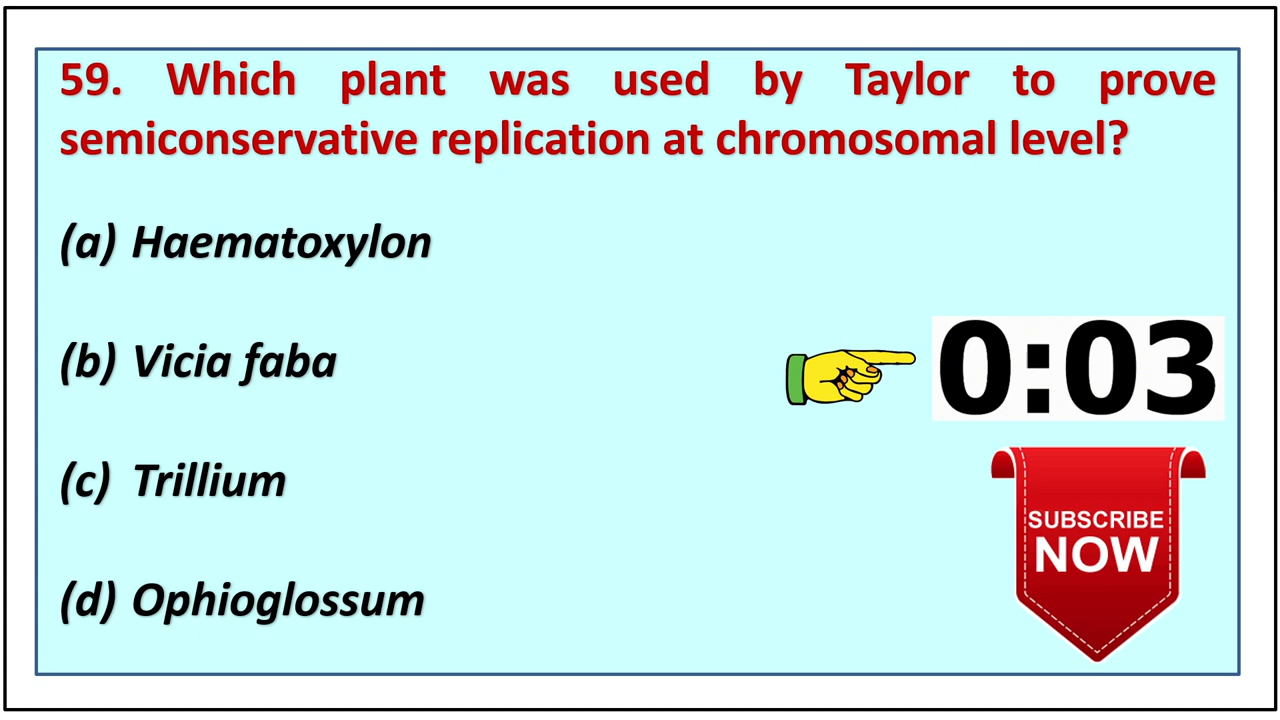 59. Which plant was used by Taylor to prove
semiconservative replication at chromosomal level?
(a) Haematoxylon
(b) Vicia faba
(c) Trillium
(d) Ophioglossum
0:03
SUBSCRIBE
NOW